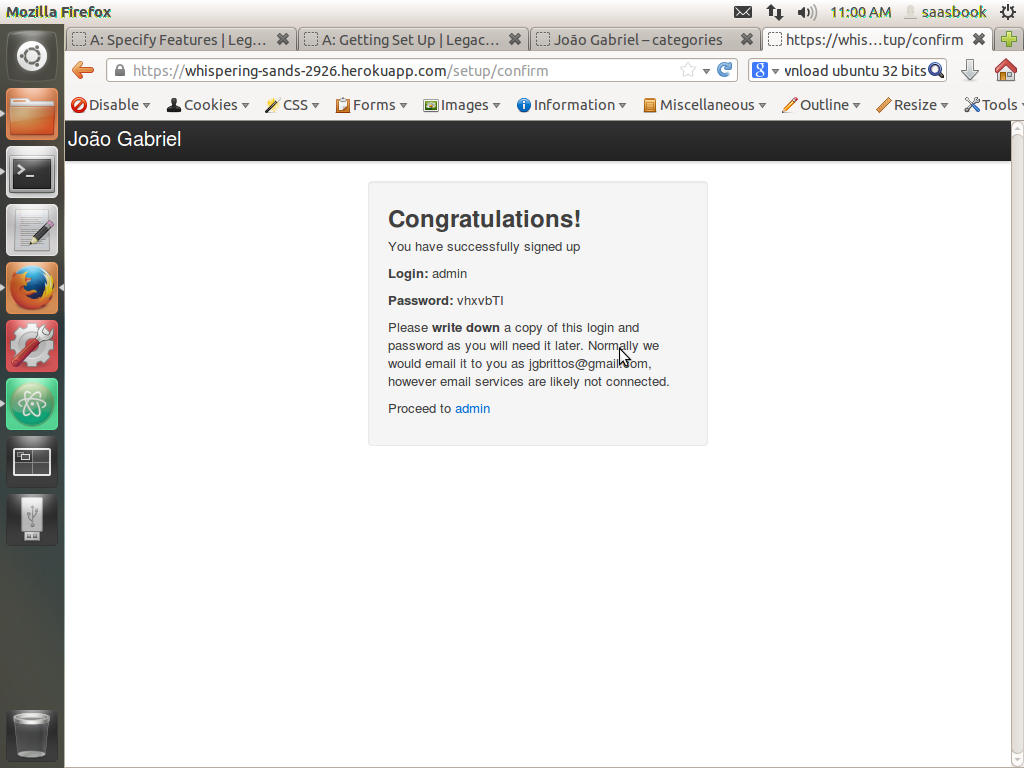 Mozilla Firefox
11:00 AM
saasbook
A: Specify Features | Leg...
A: Getting Set Up | Legac...
João Gabriel – categories
https://whis...tup/confirm
https://whispering-sands-2926.herokuapp.com/setup/confirm
8
vnload ubuntu 32 bits
Disable
Cookies
CSS
Forms
Images
Information
Miscellaneous
Outline
Resize
Tools
João Gabriel
Congratulations!
You have successfully signed up
Login: admin
Password: vhxvbTI
Please write down a copy of this login and
password as you will need it later. Normally we
would email it to you as jgbrittos@gmail.com,
however email services are likely not connected.
Proceed to admin